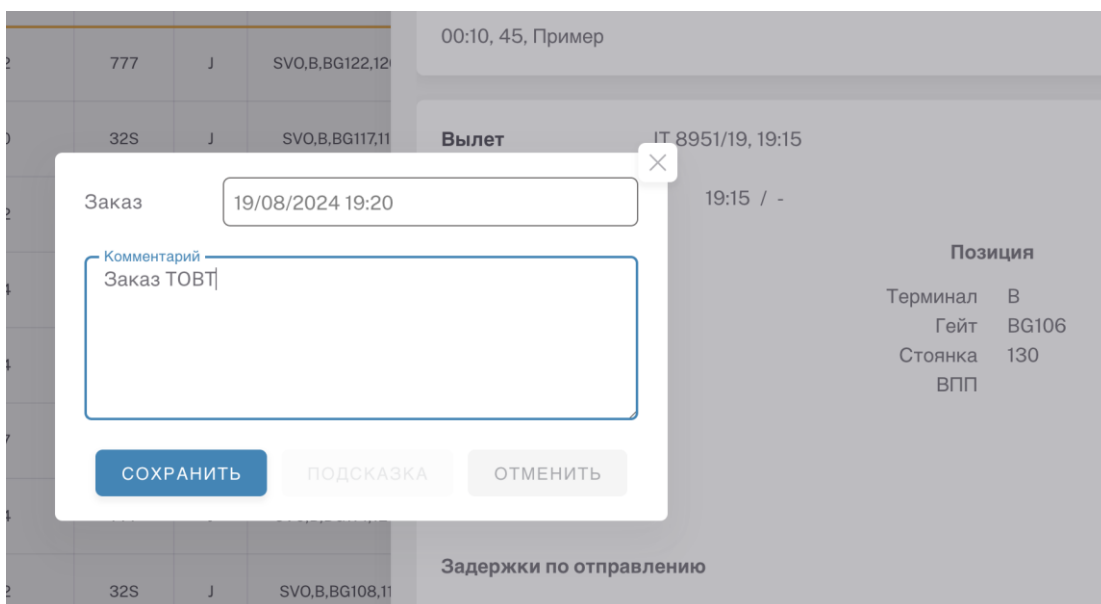 00:10, 45, Пример
777 J SVO,B,BG122,12
32S J SVO,B,BG117,11
Вылет IT 8951/19, 19:15
19:15 / -
Заказ 19/08/2024 19:20
Комментарий
Заказ ТОВТ
Позиция
Терминал B
Гейт BG106
Стоянка 130
ВПП
СОХРАНИТЬ ПОДСКАЗКА ОТМЕНИТЬ
Задержки по отправлению
32S J SVO,B,BG108,11